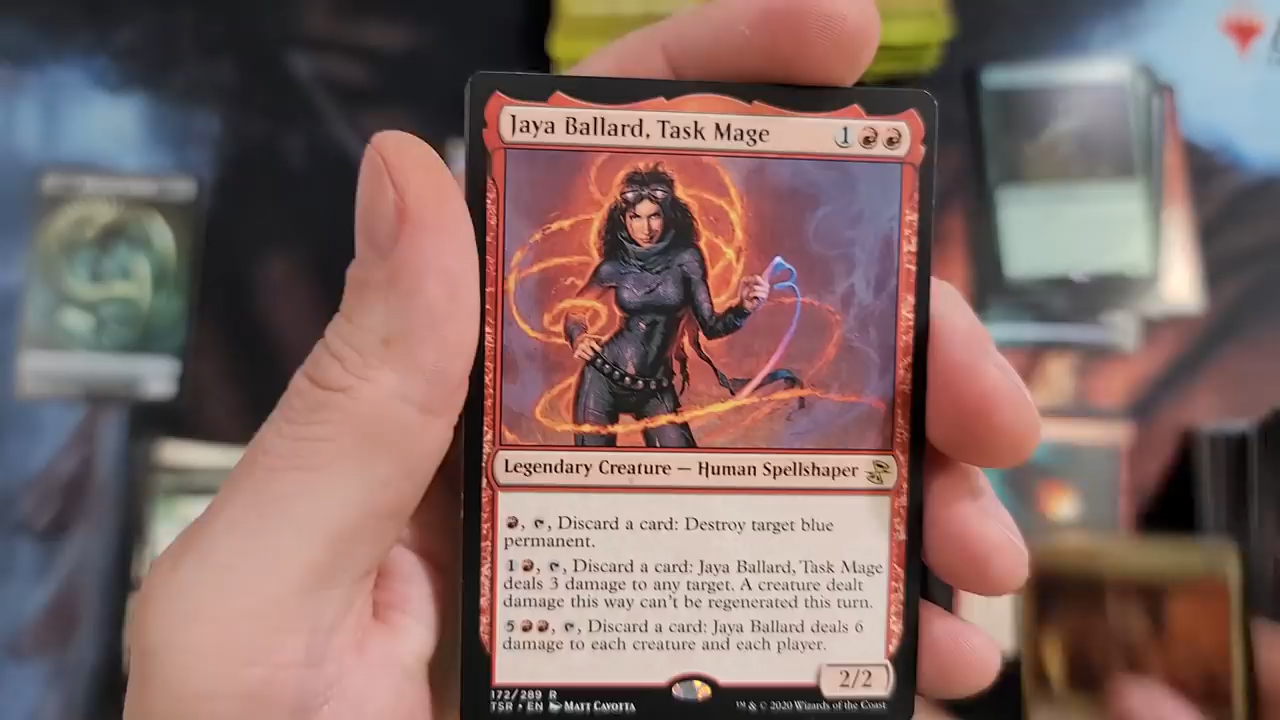 Jaya Ballard, Task Mage 1
Legendary Creature — Human Spellshaper
, , Discard a card: Destroy target blue
permanent.
1 , , Discard a card: Jaya Ballard, Task Mage
deals 3 damage to any target. A creature dealt
damage this way can't be regenerated this turn.
5 , , Discard a card: Jaya Ballard deals 6
damage to each creature and each player.
2/2
172/289 R
TSR • EN Matt Cavotta
™ & © 2020 Wizards of the Coast